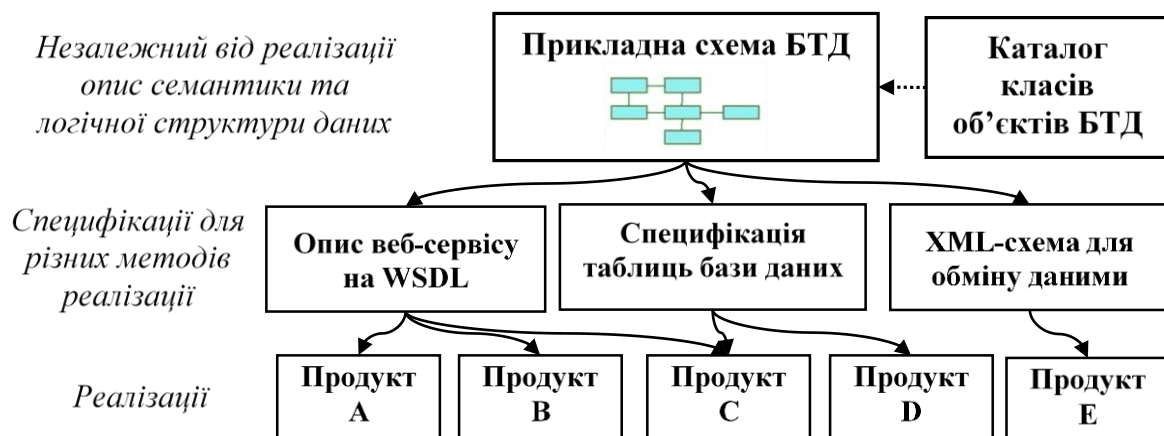 Незалежний від реалізації
опис семантики та
логічної структури даних
Прикладна схема БТД
Каталог
класів
об’єктів БТД
Специфікації для
різних методів
реалізації
Опис веб-сервісу
на WSDL
Специфікація
таблиць бази даних
XML-схема для
обміну даними
Реалізації
Продукт
A
Продукт
B
Продукт
C
Продукт
D
Продукт
E